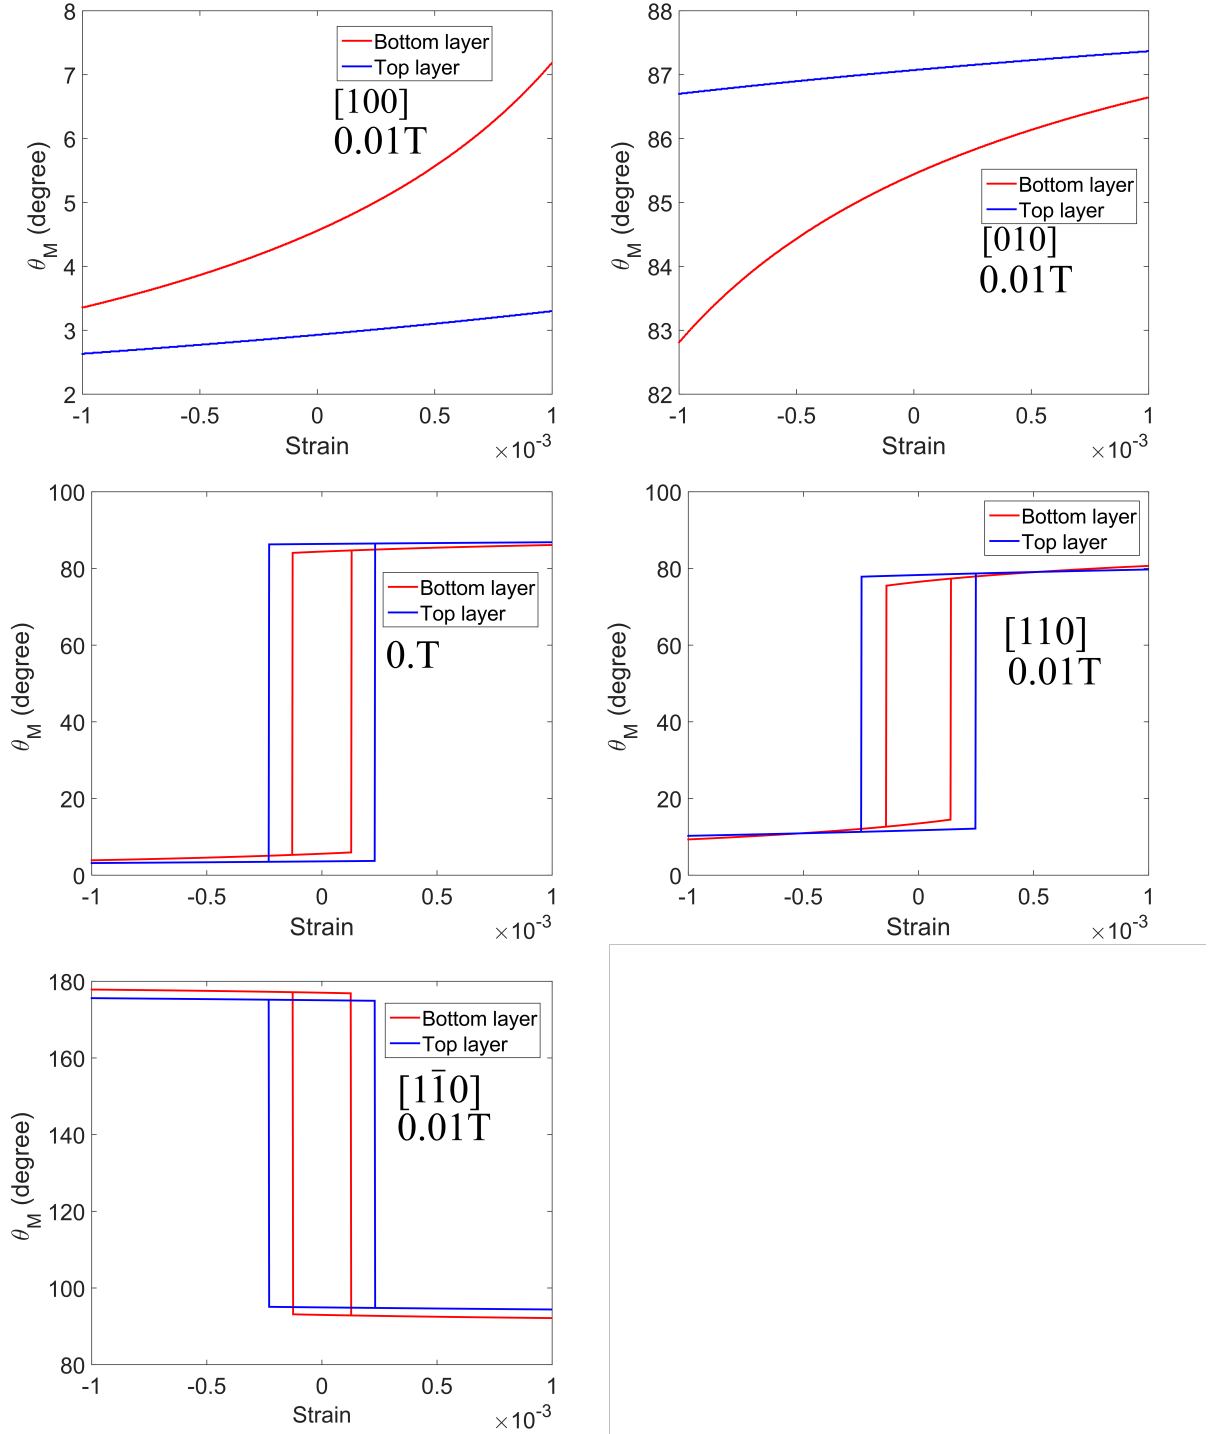 8
7
6
5
4
3
2
θM (degree)
Bottom layer
Top layer
[100]
0.01T
-1 -0.5 0 0.5 1
Strain
×10-3
88
87
86
85
84
83
82
θM (degree)
Bottom layer
Top layer
[010]
0.01T
-1 -0.5 0 0.5 1
Strain
×10-3
100
80
60
40
20
0
θM (degree)
Bottom layer
Top layer
0.T
-1 -0.5 0 0.5 1
Strain
×10-3
100
80
60
40
20
0
θM (degree)
Bottom layer
Top layer
[110]
0.01T
-1 -0.5 0 0.5 1
Strain
×10-3
180
160
140
120
100
80
θM (degree)
Bottom layer
Top layer
[11̄0]
0.01T
-1 -0.5 0 0.5 1
Strain
×10-3